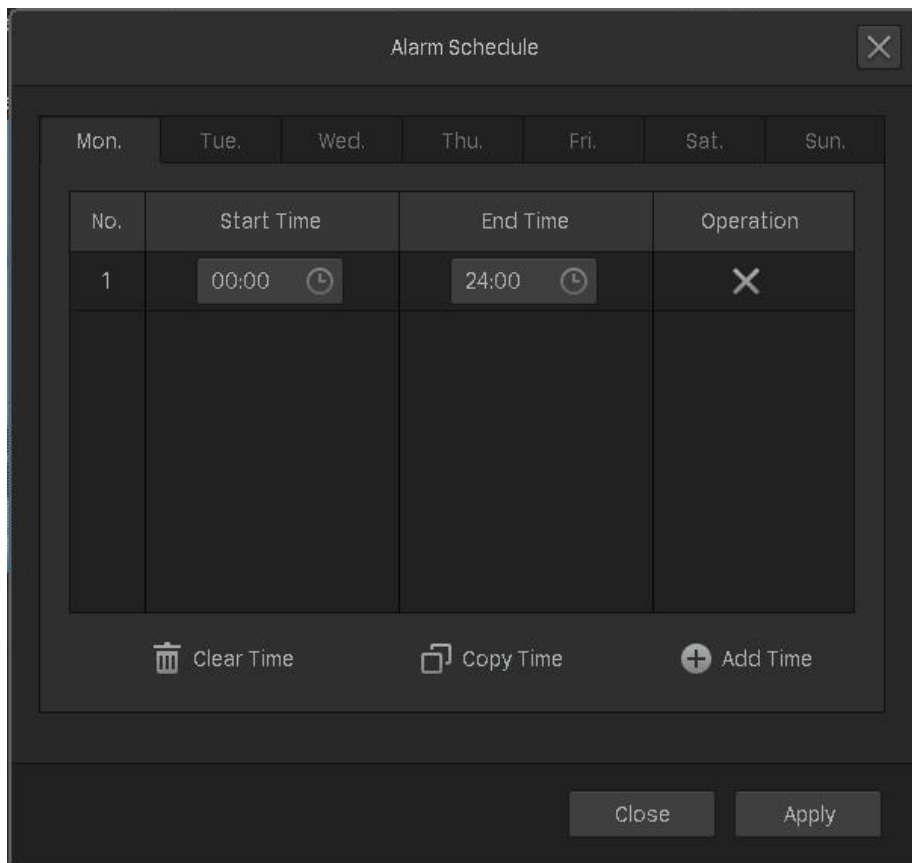 Alarm Schedule
Mon. Tue. Wed. Thu. Fri. Sat. Sun.
No. Start Time End Time Operation
1 00:00 24:00
Clear Time Copy Time Add Time
Close Apply